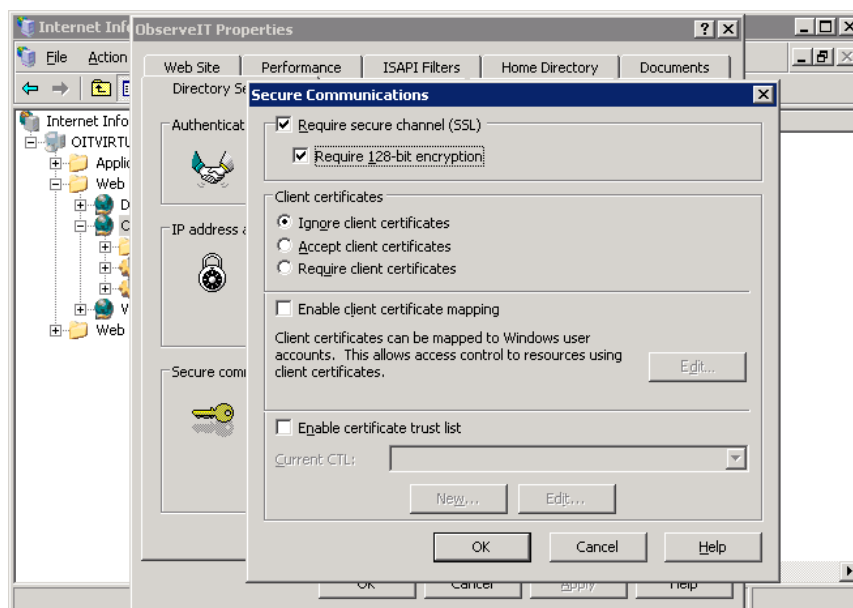 Internet Info
ObserveIT Properties
File Action
Web Site Performance ISAPI Filters Home Directory Documents
Directory Se
Secure Communications
Internet Info
OITVIRTU
Applic
Web
D
C
V
Web
Authenticat
IP address a
Secure com
Require secure channel (SSL)
Require 128-bit encryption
Client certificates
Ignore client certificates
Accept client certificates
Require client certificates
Enable client certificate mapping
Client certificates can be mapped to Windows user
accounts. This allows access control to resources using
client certificates.
Edit...
Enable certificate trust list
Current CTL:
New... Edit...
OK Cancel Help
OK Cancel Apply Help